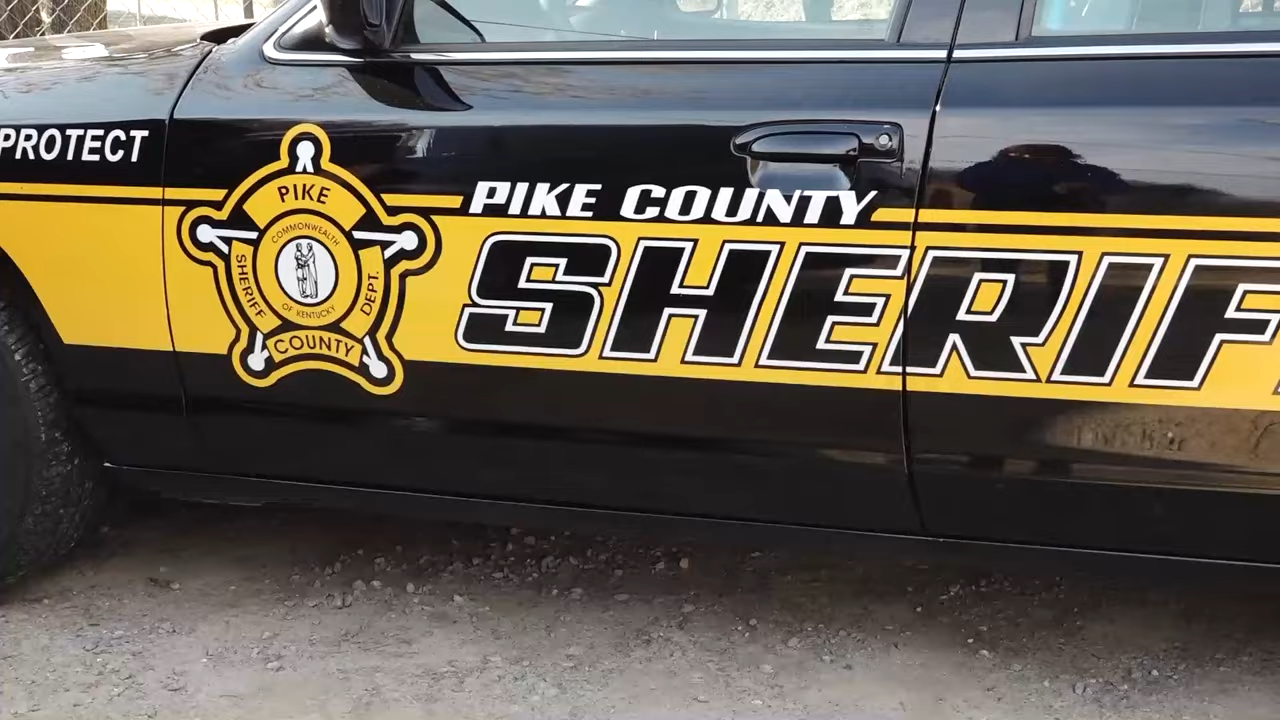 PROTECT
PIKE
COMMONWEALTH
OF KENTUCKY
SHERIFF
DEPT.
COUNTY
PIKE COUNTY
SHERIF